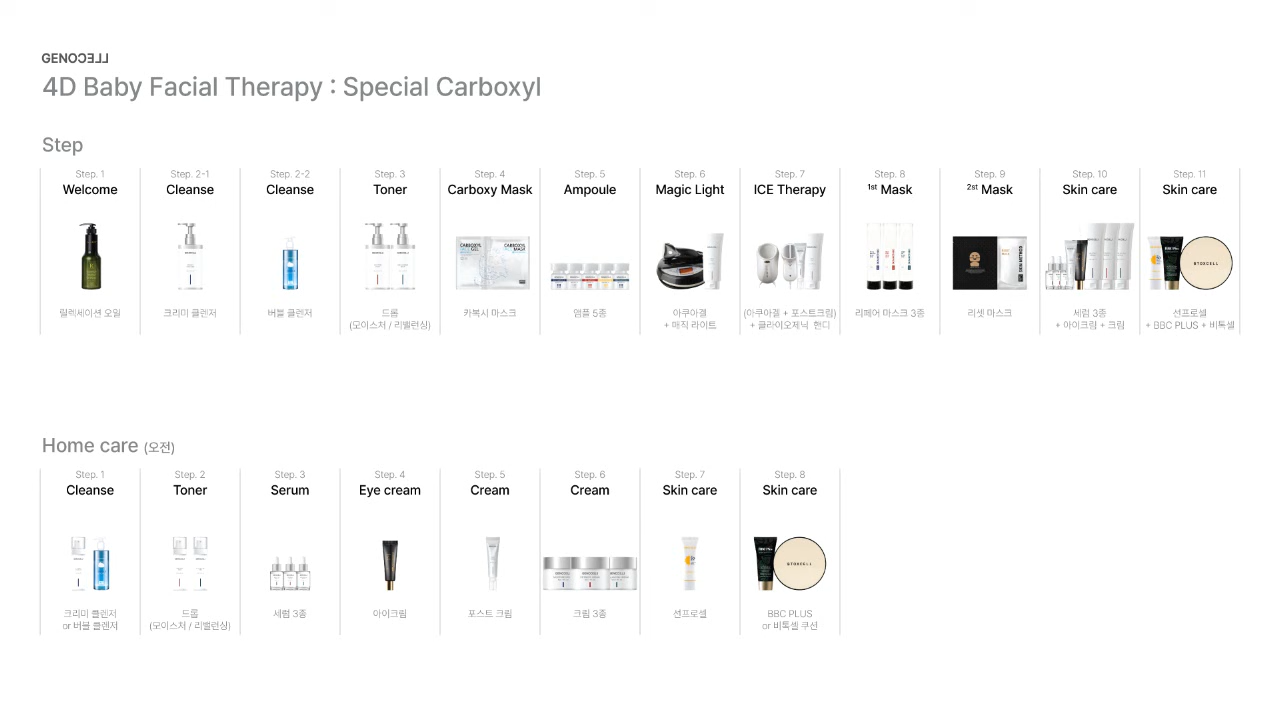 GENOCELL
4D Baby Facial Therapy : Special Carboxyl
Step
Step. 1
Welcome
릴렉세이션 오일
Step. 2-1
Cleanse
크리미 클렌저
Step. 2-2
Cleanse
버블 클렌저
Step. 3
Toner
드롭
(모이스처 / 리밸런싱)
Step. 4
Carboxy Mask
CARBOXYL
GEL
CARBOXYL
MASK
카복시 마스크
Step. 5
Ampoule
앰플 5종
Step. 6
Magic Light
아쿠아겔
+ 매직 라이트
Step. 7
ICE Therapy
(아쿠아겔 + 포스트크림)
+ 클라이오제닉 핸디
Step. 8
1st Mask
리페어 마스크 3종
Step. 9
2st Mask
리셋 마스크
Step. 10
Skin care
세럼 3종
+ 아이크림 + 크림
Step. 11
Skin care
BTOXCELL
선프로셀
+ BBC PLUS + 비톡셀
Home care (오전)
Step. 1
Cleanse
크리미 클렌저
or 버블 클렌저
Step. 2
Toner
드롭
(모이스처 / 리밸런싱)
Step. 3
Serum
세럼 3종
Step. 4
Eye cream
아이크림
Step. 5
Cream
포스트 크림
Step. 6
Cream
크림 3종
Step. 7
Skin care
선프로셀
Step. 8
Skin care
BTOXCELL
BBC PLUS
or 비톡셀 쿠션